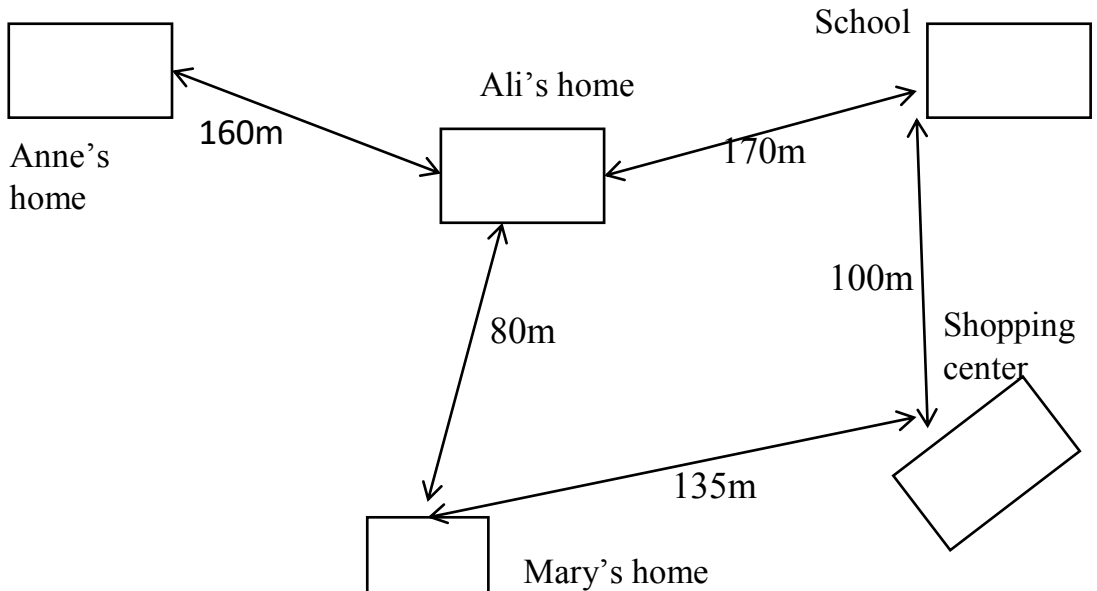 School
Ali's home
160m
170m
Anne's
home
100m
80m
Shopping
center
135m
Mary's home